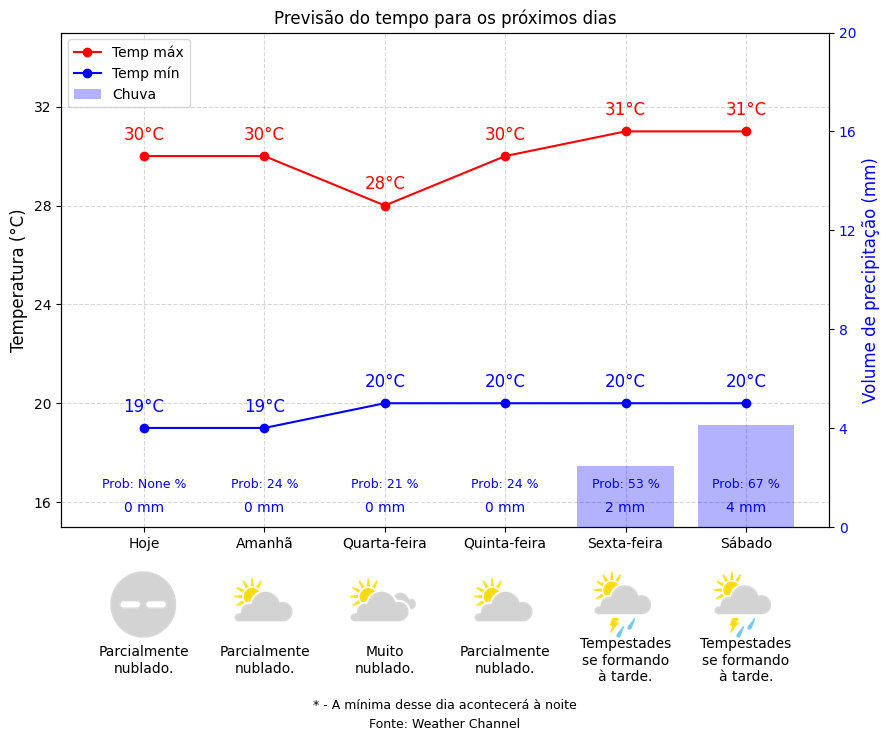 Previsão do tempo para os próximos dias
Temp máx
Temp mín
Chuva
Temperatura (°C)
32
28
24
20
16
Volume de precipitação (mm)
20
16
12
8
4
0
30°C
30°C
28°C
30°C
31°C
31°C
19°C
19°C
20°C
20°C
20°C
20°C
Prob: None %
Prob: 24 %
Prob: 21 %
Prob: 24 %
Prob: 53 %
Prob: 67 %
0 mm
0 mm
0 mm
0 mm
2 mm
4 mm
Hoje
Amanhã
Quarta-feira
Quinta-feira
Sexta-feira
Sábado
Parcialmente
nublado.
Parcialmente
nublado.
Muito
nublado.
Parcialmente
nublado.
Tempestades
se formando
à tarde.
Tempestades
se formando
à tarde.
* - A mínima desse dia acontecerá à noite
Fonte: Weather Channel